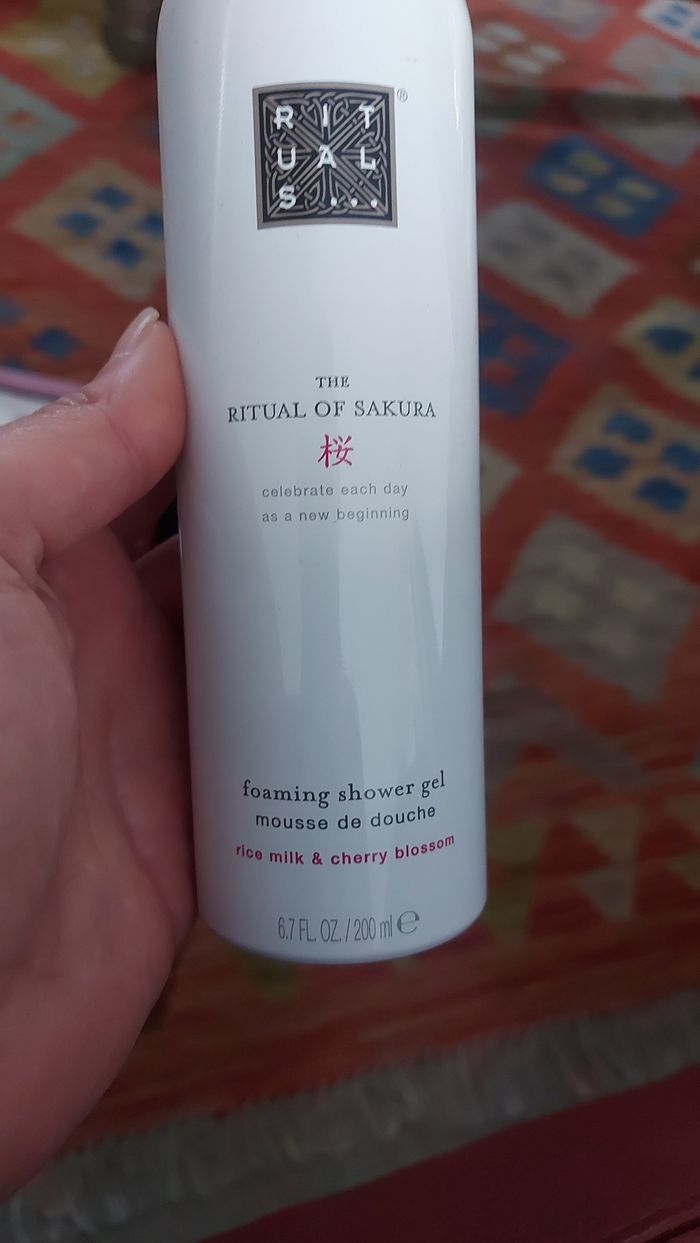 RIT
UAL
S...
®
THE
RITUAL OF SAKURA
桜
celebrate each day
as a new beginning
foaming shower gel
mousse de douche
rice milk & cherry blossom
6.7 FL. OZ. / 200 ml ℮